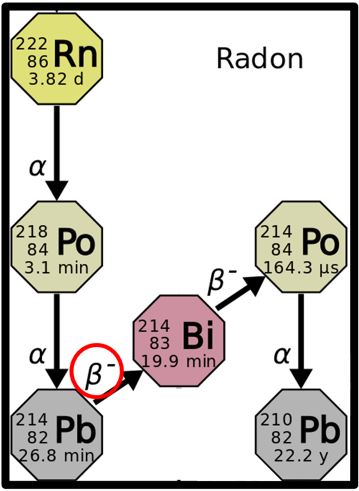 Radon
222
86 Rn
3.82 d
α
218
84 Po
3.1 min
α
214
82 Pb
26.8 min
β⁻
214
83 Bi
19.9 min
β⁻
214
84 Po
164.3 µs
α
210
82 Pb
22.2 y